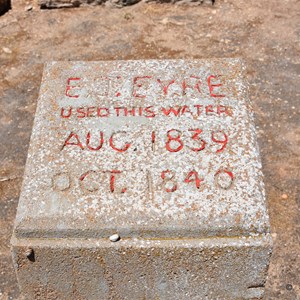 E. J. EYRE
USED THIS WATER
AUG. 1839
OCT. 1840